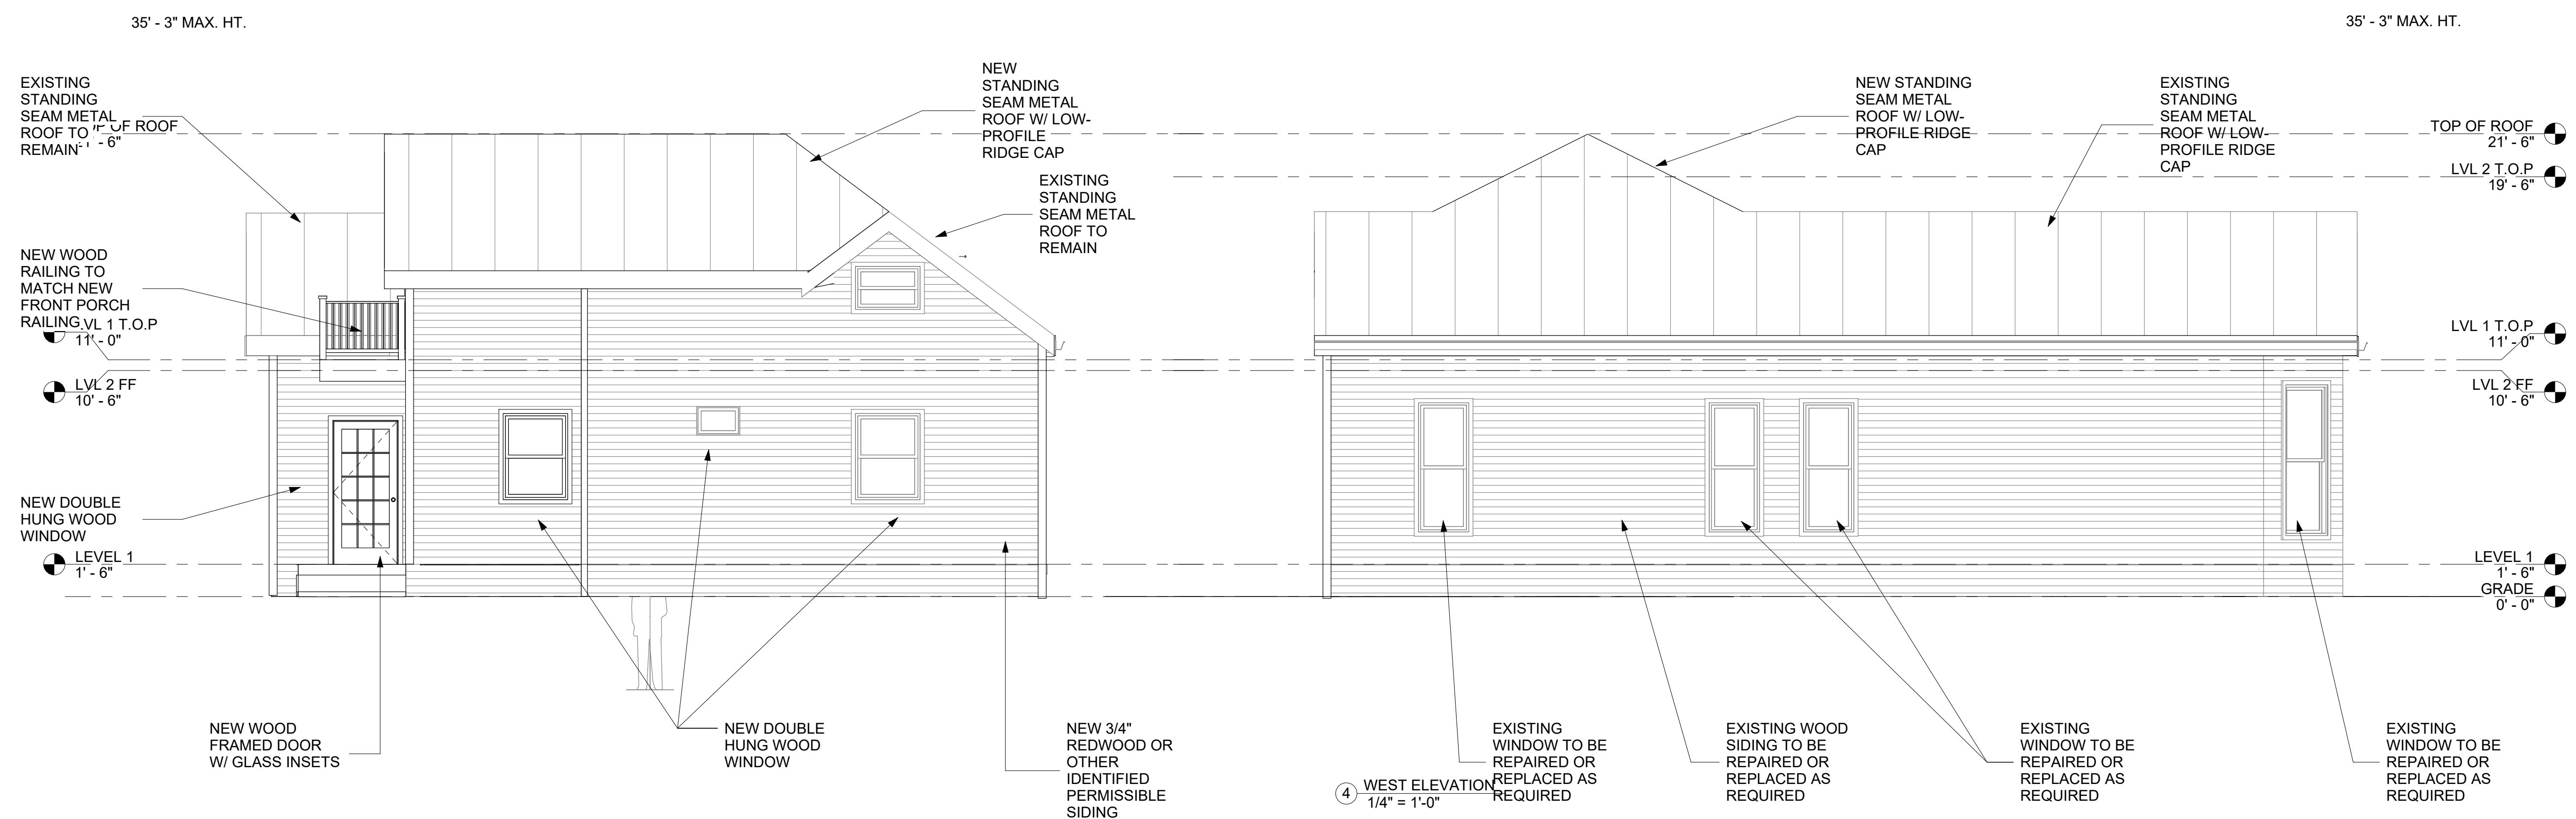 35' - 3" MAX. HT.
35' - 3" MAX. HT.
EXISTING
STANDING
SEAM METAL
ROOF TO
REMAIN
OF ROOF
- 6"
NEW
STANDING
SEAM METAL
ROOF W/ LOW-
PROFILE
RIDGE CAP
EXISTING
STANDING
SEAM METAL
ROOF TO
REMAIN
NEW STANDING
SEAM METAL
ROOF W/ LOW-
PROFILE RIDGE
CAP
EXISTING
STANDING
SEAM METAL
ROOF W/ LOW-
PROFILE RIDGE
CAP
TOP OF ROOF
21' - 6"
LVL 2 T.O.P
19' - 6"
NEW WOOD
RAILING TO
MATCH NEW
FRONT PORCH
RAILING
VL 1 T.O.P
11' - 0"
LVL 2 FF
10' - 6"
LVL 1 T.O.P
11' - 0"
LVL 2 FF
10' - 6"
NEW DOUBLE
HUNG WOOD
WINDOW
LEVEL 1
1' - 6"
LEVEL 1
1' - 6"
GRADE
0' - 0"
NEW WOOD
FRAMED DOOR
W/ GLASS INSETS
NEW DOUBLE
HUNG WOOD
WINDOW
NEW 3/4"
REDWOOD OR
OTHER
IDENTIFIED
PERMISSIBLE
SIDING
4 WEST ELEVATION
1/4" = 1'-0"
EXISTING
WINDOW TO BE
REPAIRED OR
REPLACED AS
REQUIRED
EXISTING WOOD
SIDING TO BE
REPAIRED OR
REPLACED AS
REQUIRED
EXISTING
WINDOW TO BE
REPAIRED OR
REPLACED AS
REQUIRED
EXISTING
WINDOW TO BE
REPAIRED OR
REPLACED AS
REQUIRED